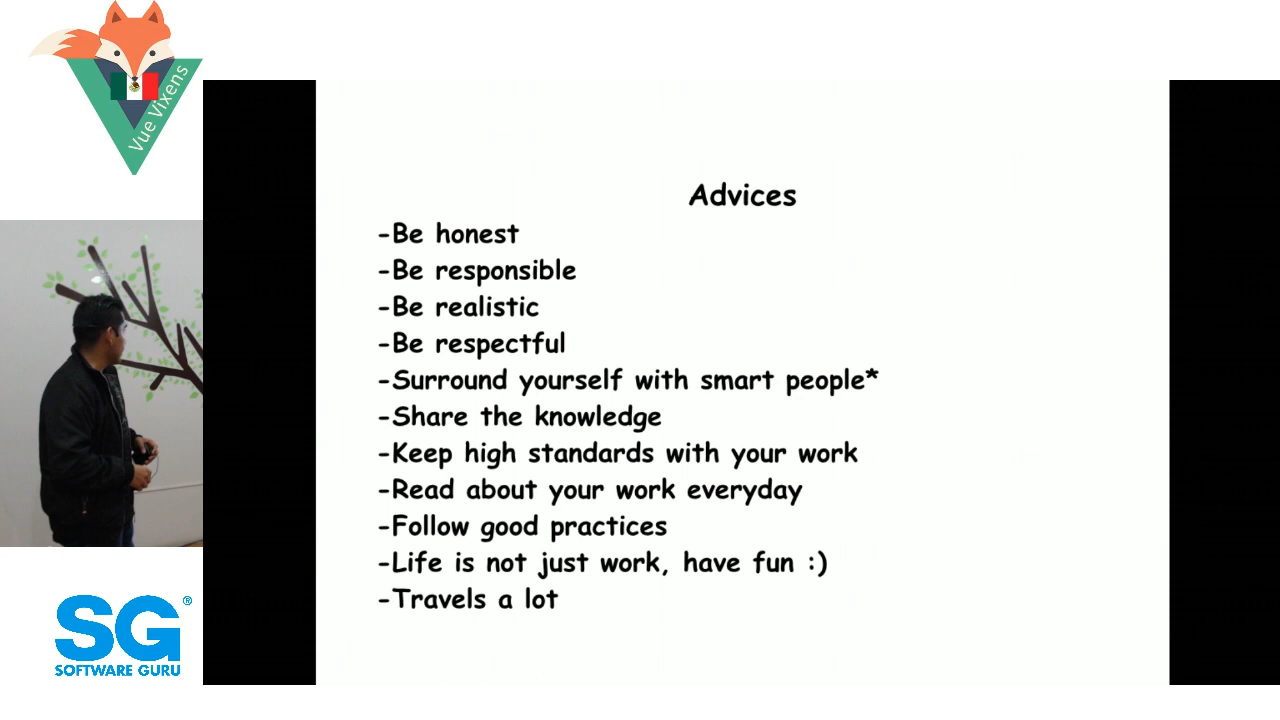 Vue Vixens
Advices
-Be honest
-Be responsible
-Be realistic
-Be respectful
-Surround yourself with smart people*
-Share the knowledge
-Keep high standards with your work
-Read about your work everyday
-Follow good practices
-Life is not just work, have fun :)
-Travels a lot
SG®
SOFTWARE GURU